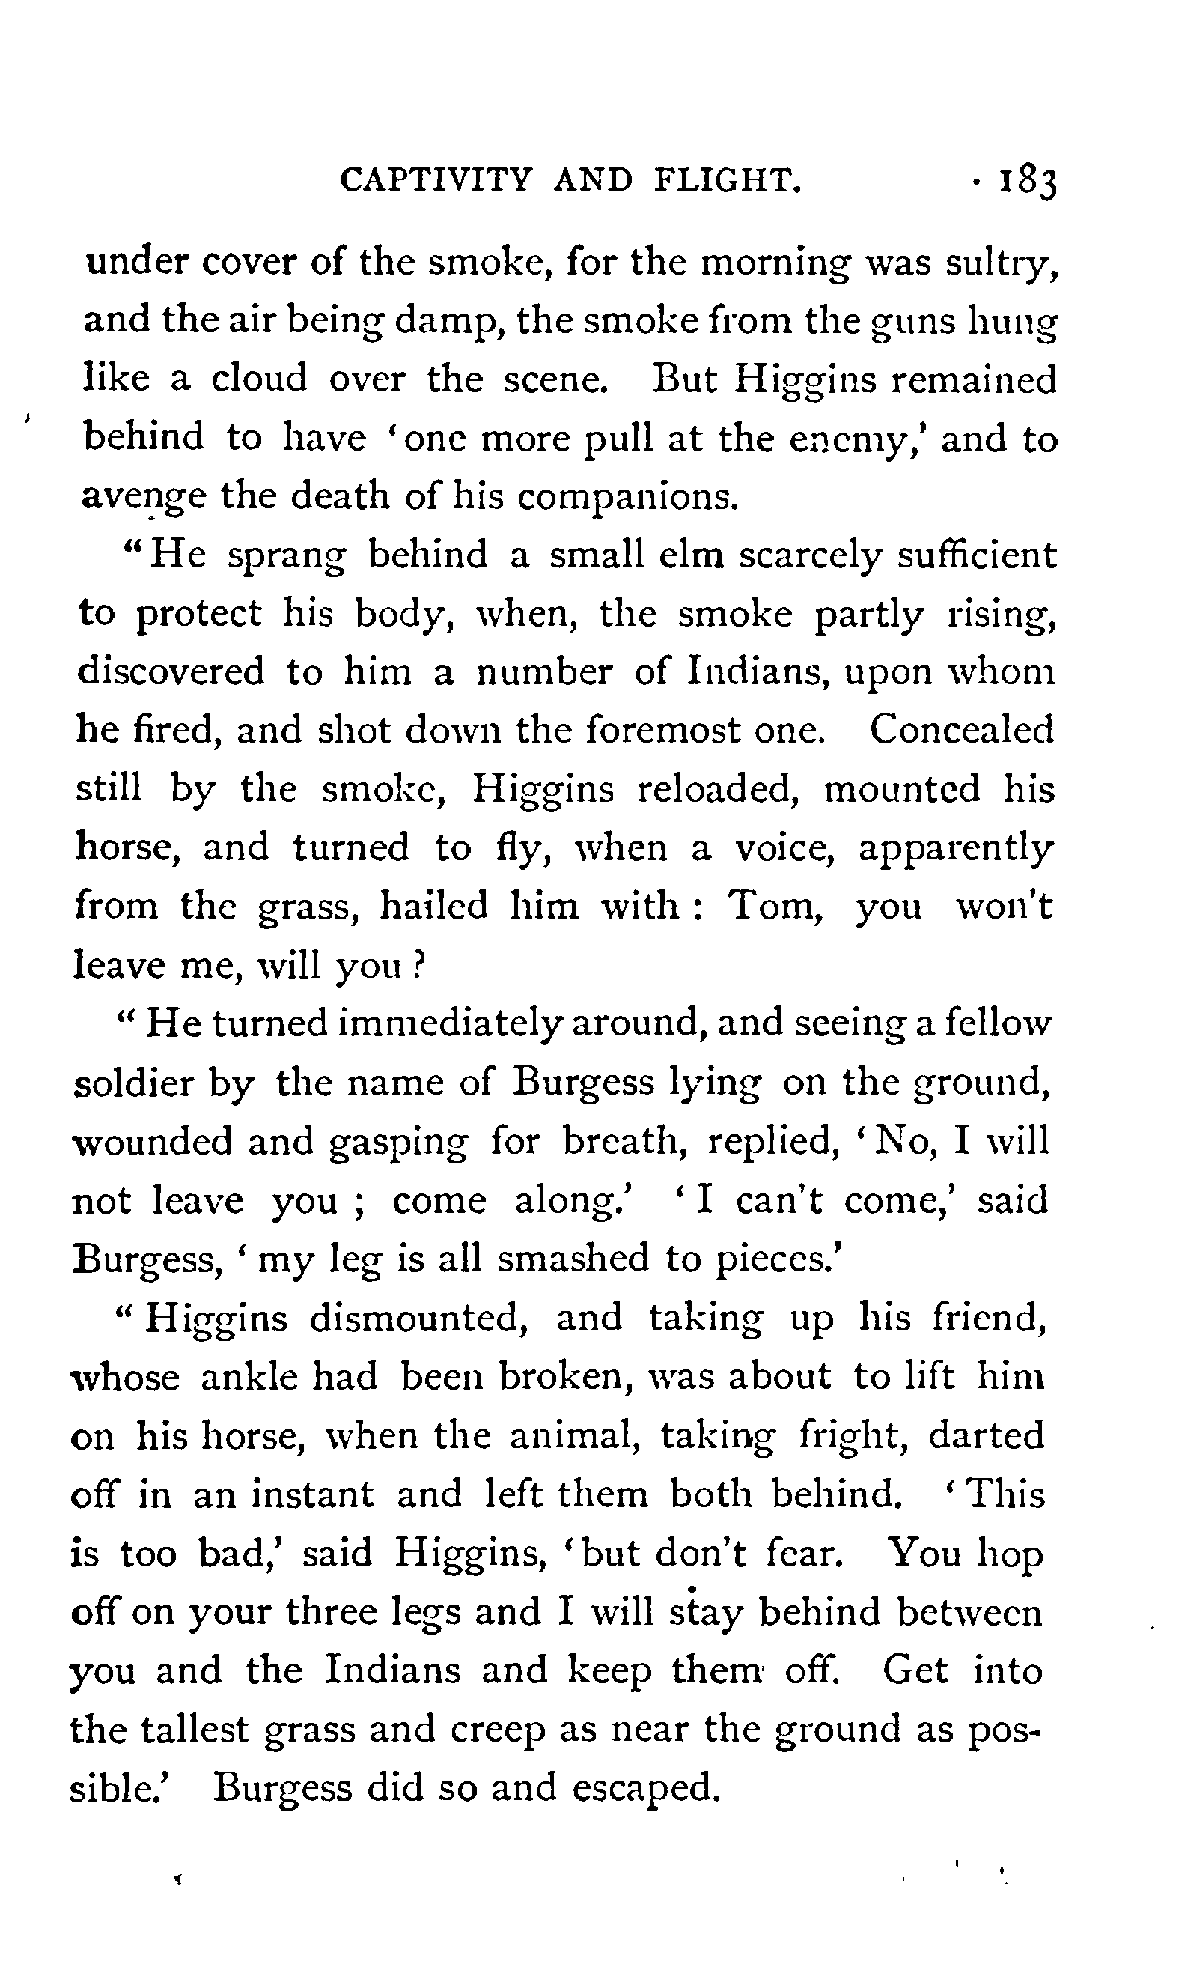 CAPTIVITY AND FLIGHT. 183
under cover of the smoke, for the morning was sultry,
and the air being damp, the smoke from the guns hung
like a cloud over the scene. But Higgins remained
behind to have ‘one more pull at the enemy,’ and to
avenge the death of his companions.
“He sprang behind a small elm scarcely sufficient
to protect his body, when, the smoke partly rising,
discovered to him a number of Indians, upon whom
he fired, and shot down the foremost one. Concealed
still by the smoke, Higgins reloaded, mounted his
horse, and turned to fly, when a voice, apparently
from the grass, hailed him with : Tom, you won't
leave me, will you ?
“ He turned immediately around, and seeing a fellow
soldier by the name of Burgess lying on the ground,
wounded and gasping for breath, replied, ‘ No, I will
not leave you ; come along.’ ‘ I can't come,’ said
Burgess, ‘ my leg is all smashed to pieces.’
“ Higgins dismounted, and taking up his friend,
whose ankle had been broken, was about to lift him
on his horse, when the animal, taking fright, darted
off in an instant and left them both behind. ‘ This
is too bad,’ said Higgins, ‘but don't fear. You hop
off on your three legs and I will stay behind between
you and the Indians and keep them off. Get into
the tallest grass and creep as near the ground as pos-
sible.’ Burgess did so and escaped.